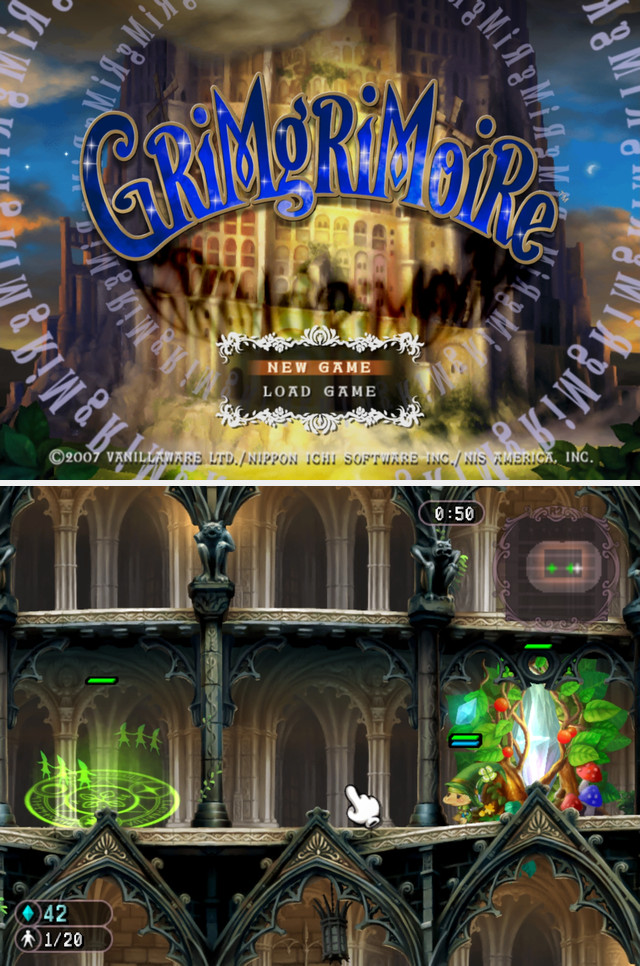 GRiMgRiMoiRe
NEW GAME
LOAD GAME
©2007 VANILLAWARE LTD./NIPPON ICHI SOFTWARE INC./NIS AMERICA, INC.
0:50
42
1/20